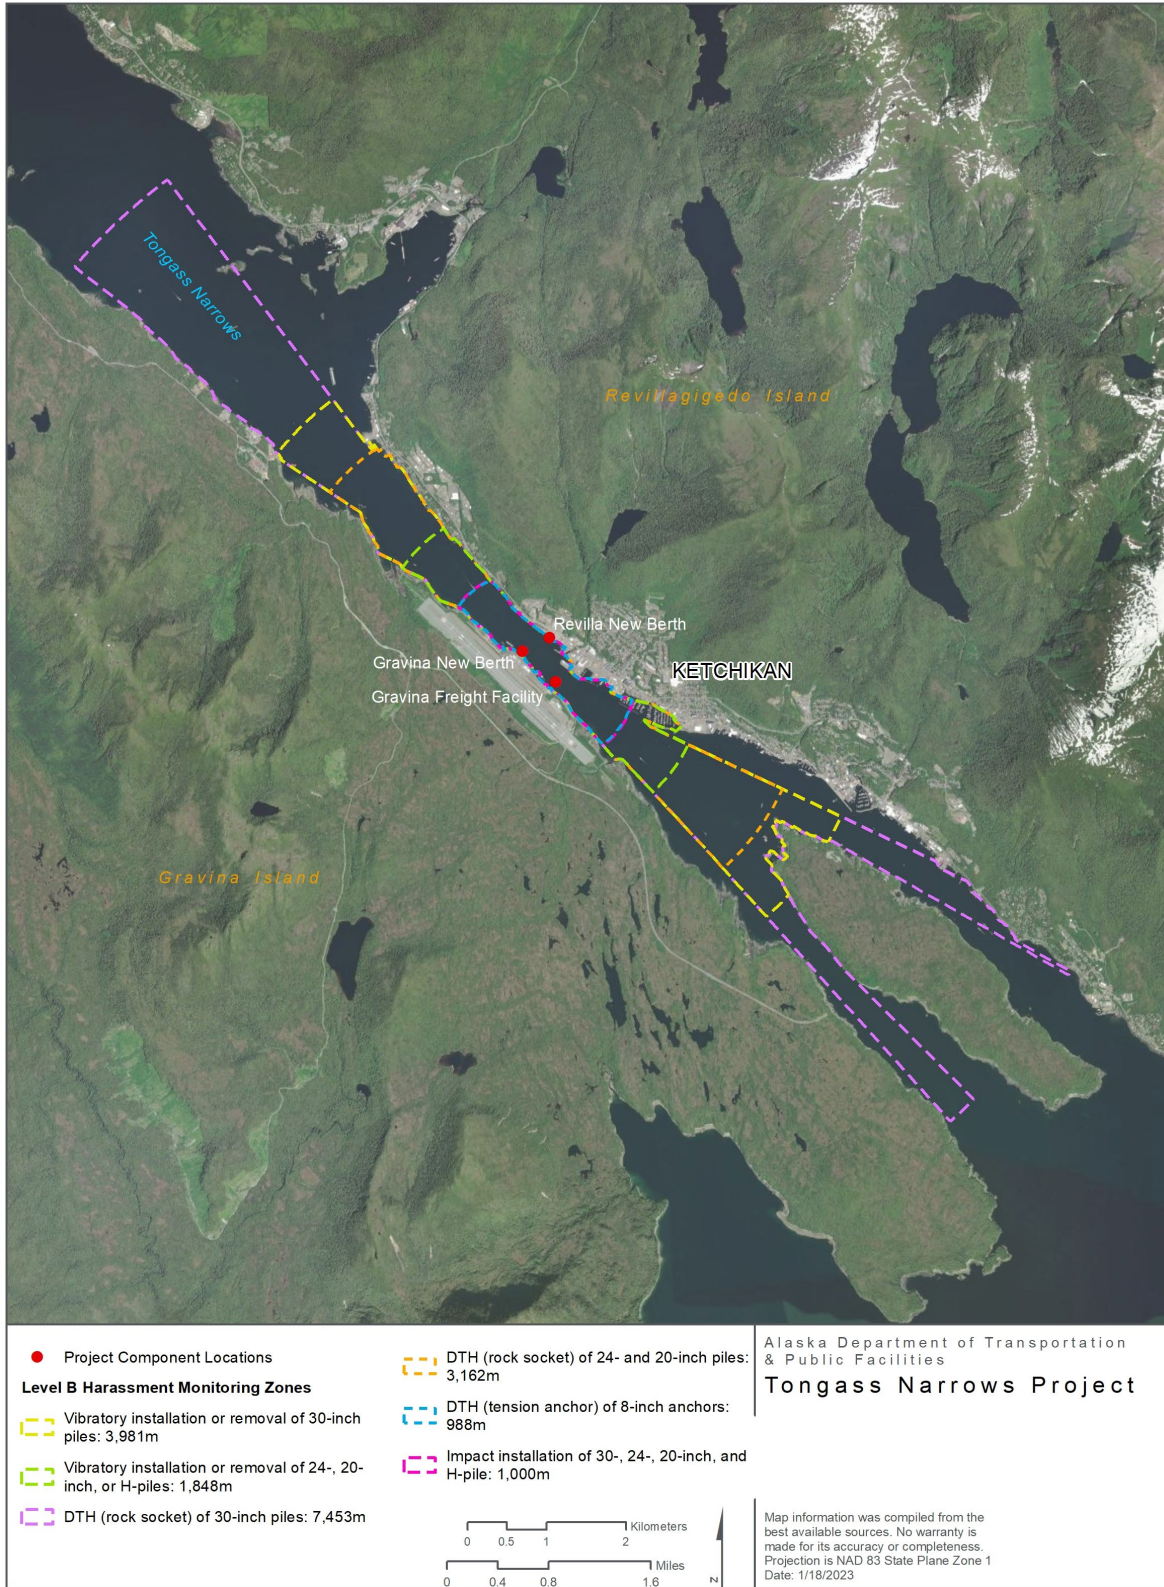 Tongass Narrows
Revillagigedo Island
Revilla New Berth
Gravina New Berth
KETCHIKAN
Gravina Freight Facility
Gravina Island
Project Component Locations
Level B Harassment Monitoring Zones
Vibratory installation or removal of 30-inch
piles: 3,981m
Vibratory installation or removal of 24-, 20-
inch, or H-piles: 1,848m
DTH (rock socket) of 30-inch piles: 7,453m
DTH (rock socket) of 24- and 20-inch piles:
3,162m
DTH (tension anchor) of 8-inch anchors:
988m
Impact installation of 30-, 24-, 20-inch, and
H-pile: 1,000m
Kilometers
0 0.5 1 2
Miles
0 0.4 0.8 1.6
N
Alaska Department of Transportation
& Public Facilities
Tongass Narrows Project
Map information was compiled from the
best available sources. No warranty is
made for its accuracy or completeness.
Projection is NAD 83 State Plane Zone 1
Date: 1/18/2023